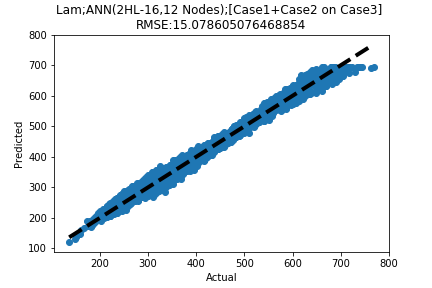 Lam;ANN(2HL-16,12 Nodes);[Case1+Case2 on Case3]
RMSE:15.078605076468854
800
700
600
500
400
300
200
100
Predicted
200 300 400 500 600 700 800
Actual